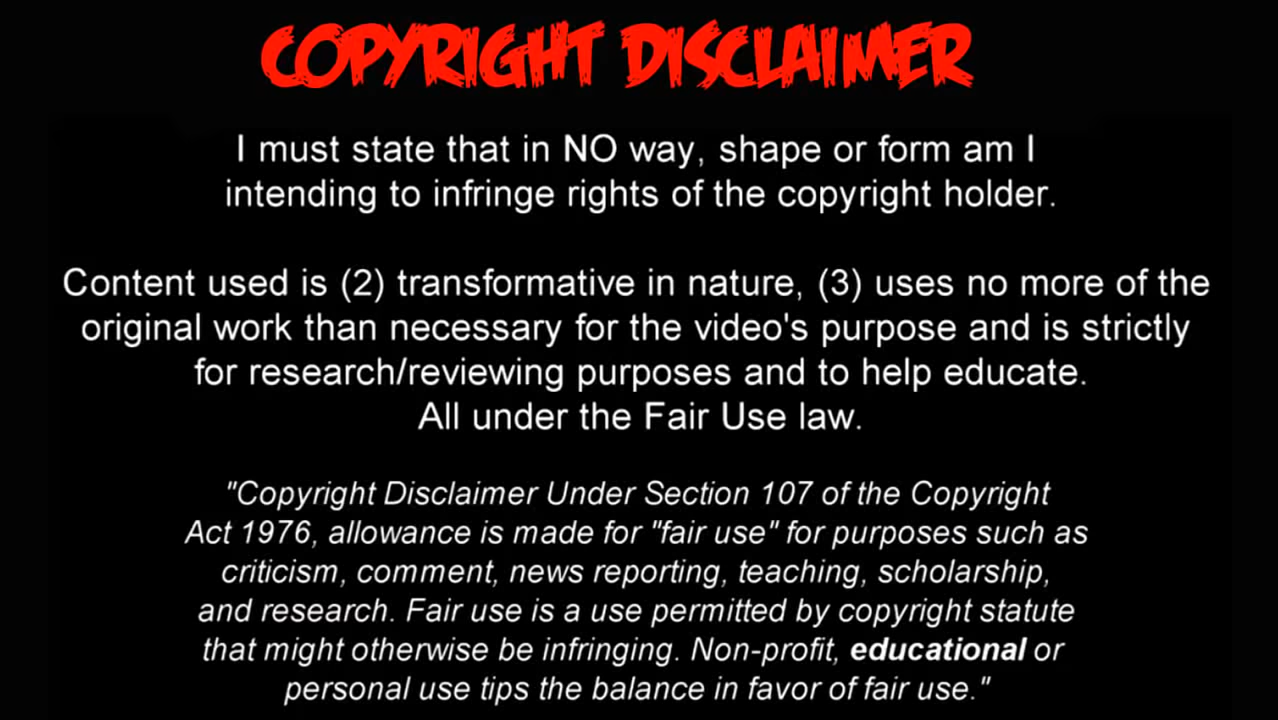 COPYRIGHT DISCLAIMER
I must state that in NO way, shape or form am I
intending to infringe rights of the copyright holder.
Content used is (2) transformative in nature, (3) uses no more of the
original work than necessary for the video's purpose and is strictly
for research/reviewing purposes and to help educate.
All under the Fair Use law.
"Copyright Disclaimer Under Section 107 of the Copyright
Act 1976, allowance is made for "fair use" for purposes such as
criticism, comment, news reporting, teaching, scholarship,
and research. Fair use is a use permitted by copyright statute
that might otherwise be infringing. Non-profit, educational or
personal use tips the balance in favor of fair use."